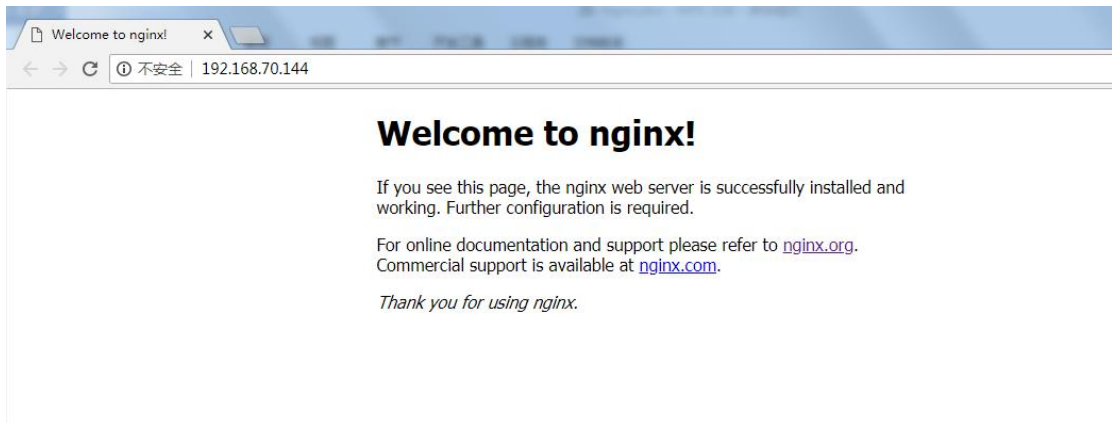 Welcome to nginx!
不安全 | 192.168.70.144
Welcome to nginx!
If you see this page, the nginx web server is successfully installed and
working. Further configuration is required.
For online documentation and support please refer to nginx.org.
Commercial support is available at nginx.com.
Thank you for using nginx.